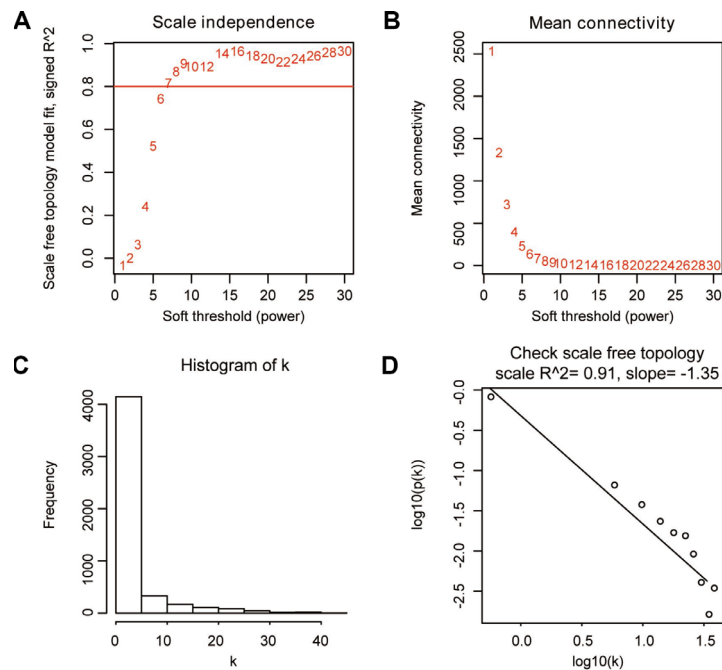 A
Scale independence
Scale free topology model fit, signed R^2
1.0
0.8
0.6
0.4
0.2
0.0
1 2 3 4 5 6 7 8 9 10 12 14 16 18 20 22 24 26 28 30
0 5 10 15 20 25 30
Soft threshold (power)
B
Mean connectivity
Mean connectivity
2500
2000
1500
1000
500
0
1 2 3 4 5 6 7 8 9 10 12 14 16 18 20 22 24 26 28 30
0 5 10 15 20 25 30
Soft threshold (power)
C
Histogram of k
Frequency
4000
3000
2000
1000
0
0 10 20 30 40
k
D
Check scale free topology
scale R^2= 0.91, slope= -1.35
log10(p(k))
-0.0
-0.5
-1.0
-1.5
-2.0
-2.5
0.0 0.5 1.0 1.5
log10(k)